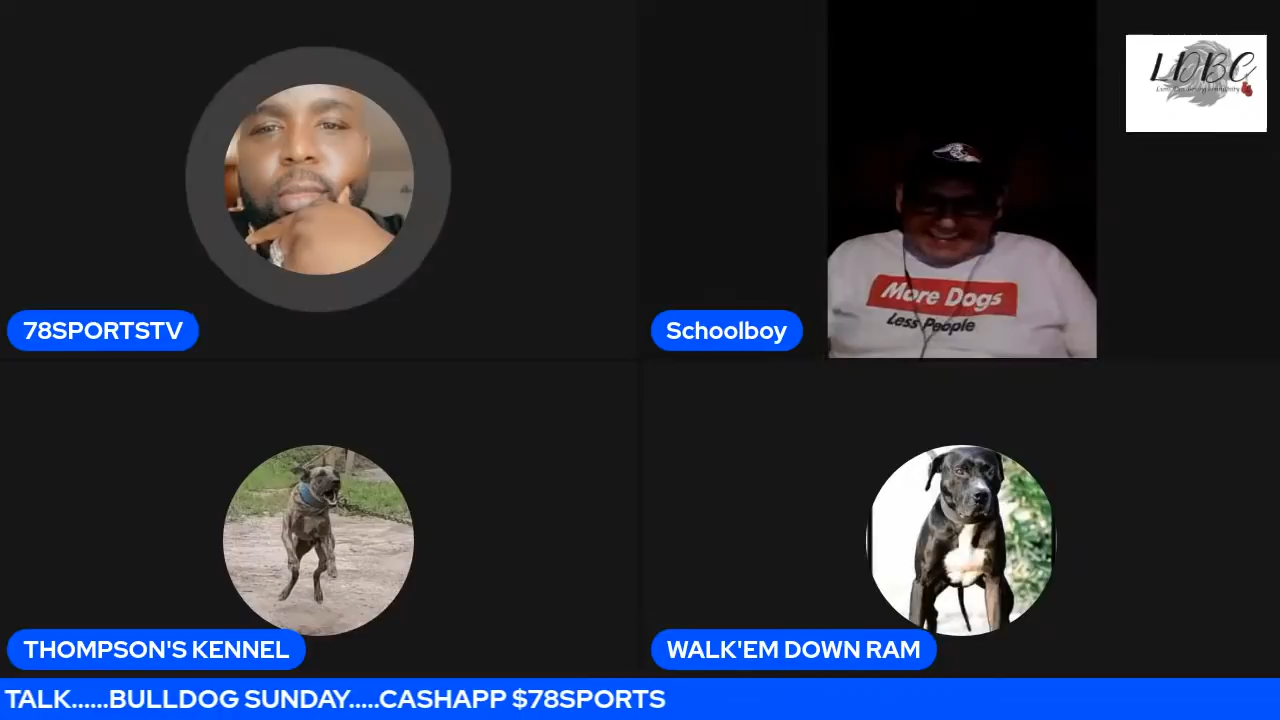 LDBC
78SPORTSTV
More Dogs
Less People
Schoolboy
THOMPSON'S KENNEL
WALK'EM DOWN RAM
TALK......BULLDOG SUNDAY.....CASHAPP $78SPORTS